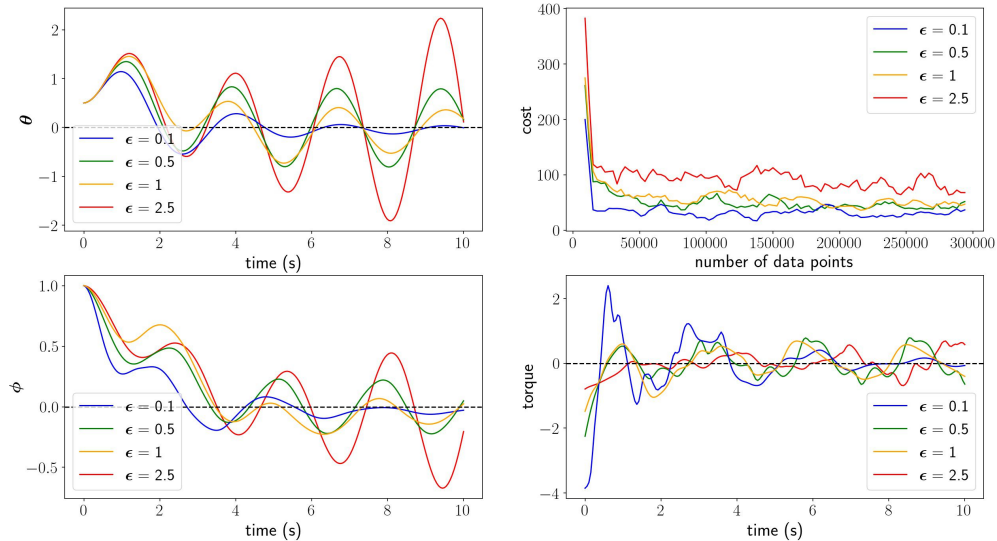 2
1
0
−1
−2
θ
ϵ = 0.1
ϵ = 0.5
ϵ = 1
ϵ = 2.5
0
2
4
6
8
10
time (s)
400
300
200
100
0
cost
ϵ = 0.1
ϵ = 0.5
ϵ = 1
ϵ = 2.5
0
50000
100000
150000
200000
250000
300000
number of data points
1.0
0.5
0.0
−0.5
ϕ
ϵ = 0.1
ϵ = 0.5
ϵ = 1
ϵ = 2.5
0
2
4
6
8
10
time (s)
2
0
−2
−4
torque
ϵ = 0.1
ϵ = 0.5
ϵ = 1
ϵ = 2.5
0
2
4
6
8
10
time (s)